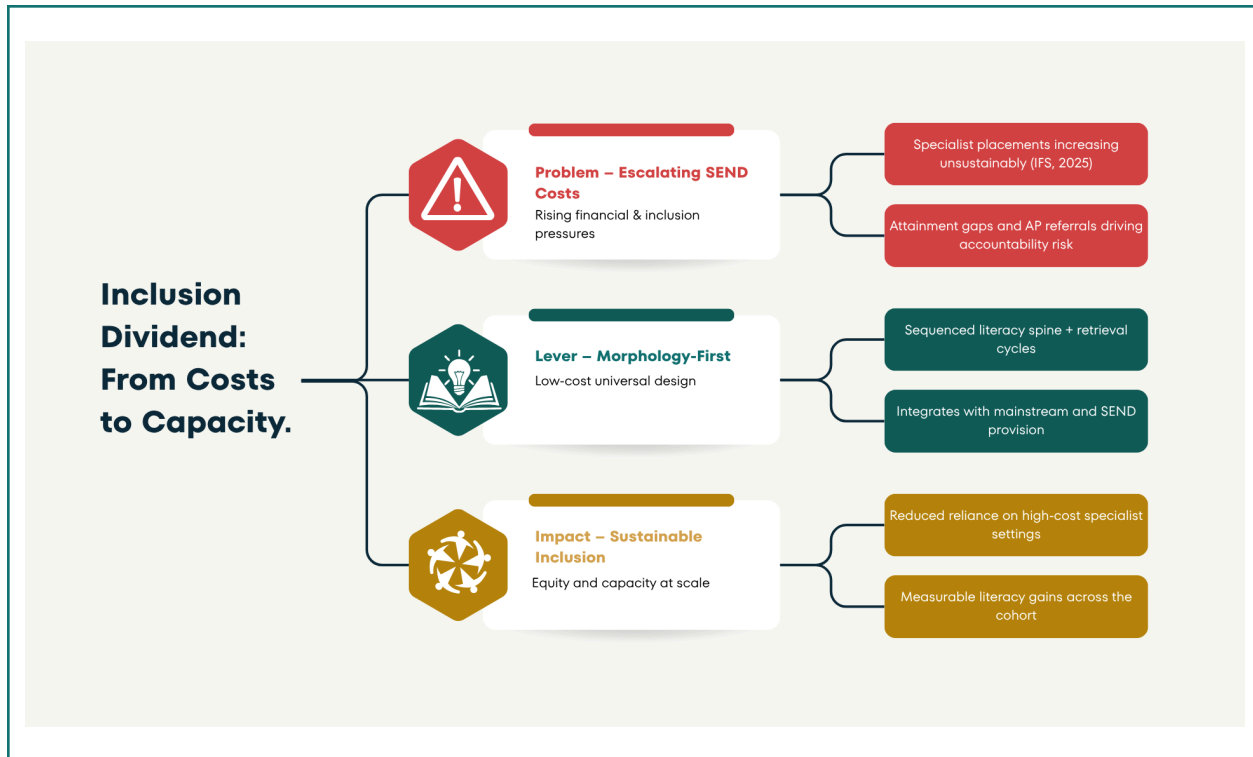 Inclusion
Dividend:
From Costs
to Capacity.
Problem – Escalating SEND
Costs
Rising financial & inclusion
pressures
Specialist placements increasing
unsustainably (IFS, 2025)
Attainment gaps and AP referrals driving
accountability risk
Lever – Morphology-First
Low-cost universal design
Sequenced literacy spine + retrieval
cycles
Integrates with mainstream and SEND
provision
Impact – Sustainable
Inclusion
Equity and capacity at scale
Reduced reliance on high-cost specialist
settings
Measurable literacy gains across the
cohort